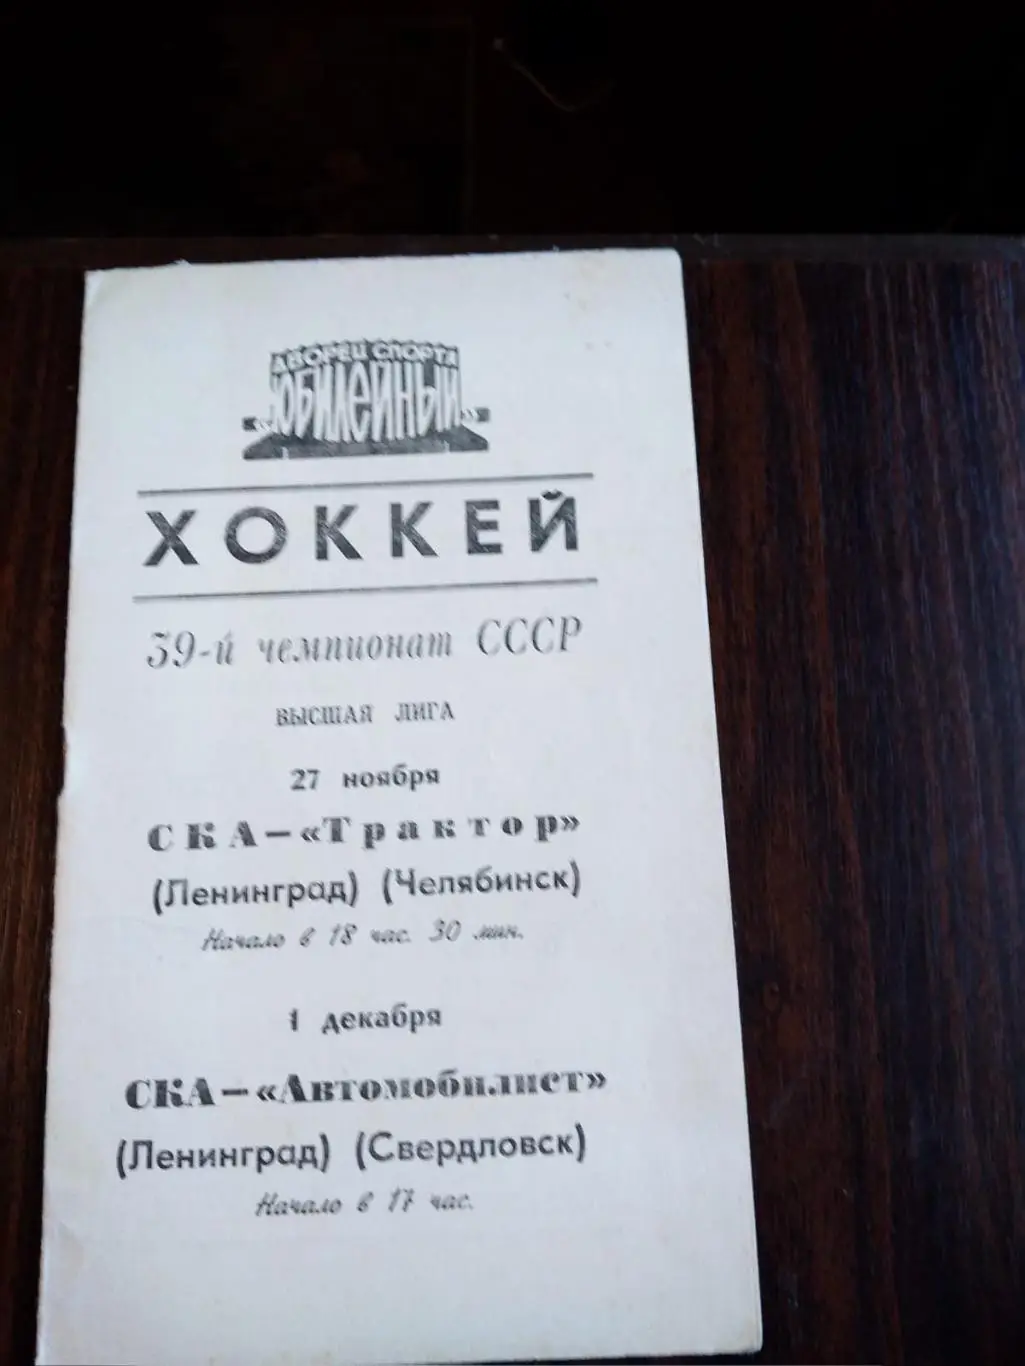 ДВОРЕЦ СПОРТА
«ЮБИЛЕЙНЫЙ»
ХОККЕЙ
39-й чемпионат СССР
ВЫСШАЯ ЛИГА
27 ноября
СКА — «Трактор»
(Ленинград) (Челябинск)
Начало в 18 час. 30 мин.
1 декабря
СКА — «Автомобилист»
(Ленинград) (Свердловск)
Начало в 17 час.